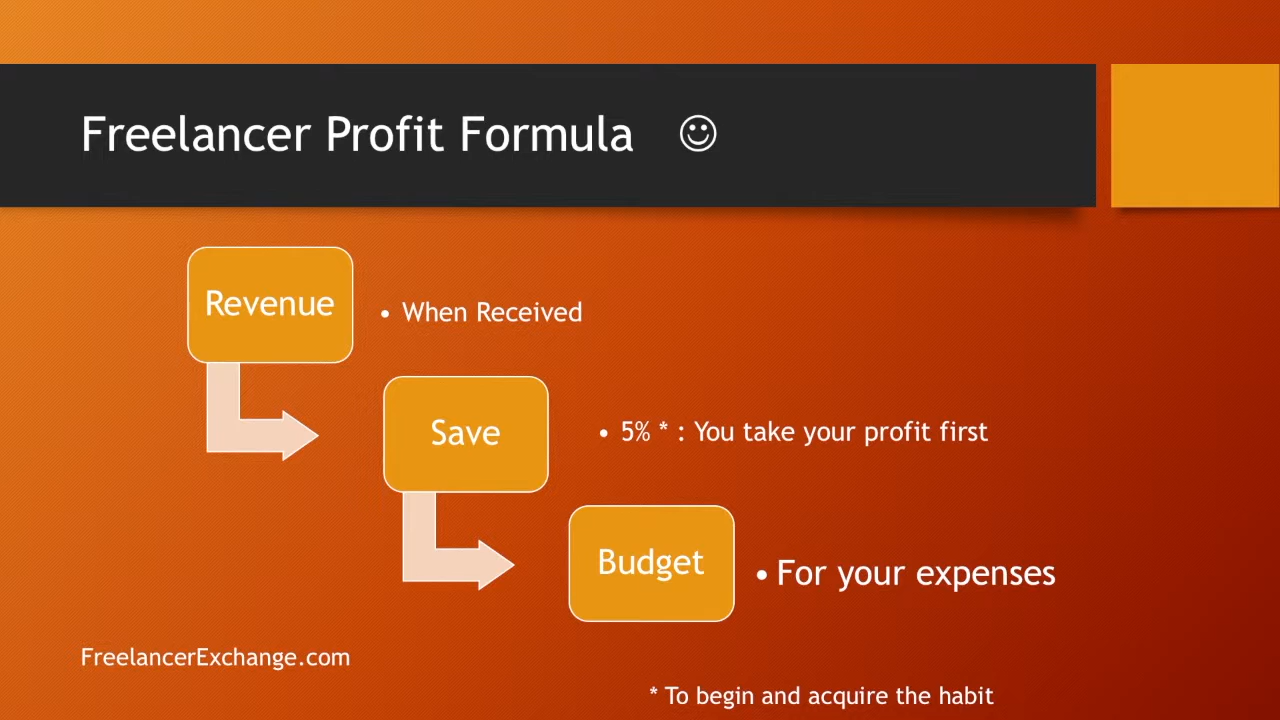 Freelancer Profit Formula ☺
Revenue
• When Received
Save
• 5% * : You take your profit first
Budget
• For your expenses
FreelancerExchange.com
* To begin and acquire the habit